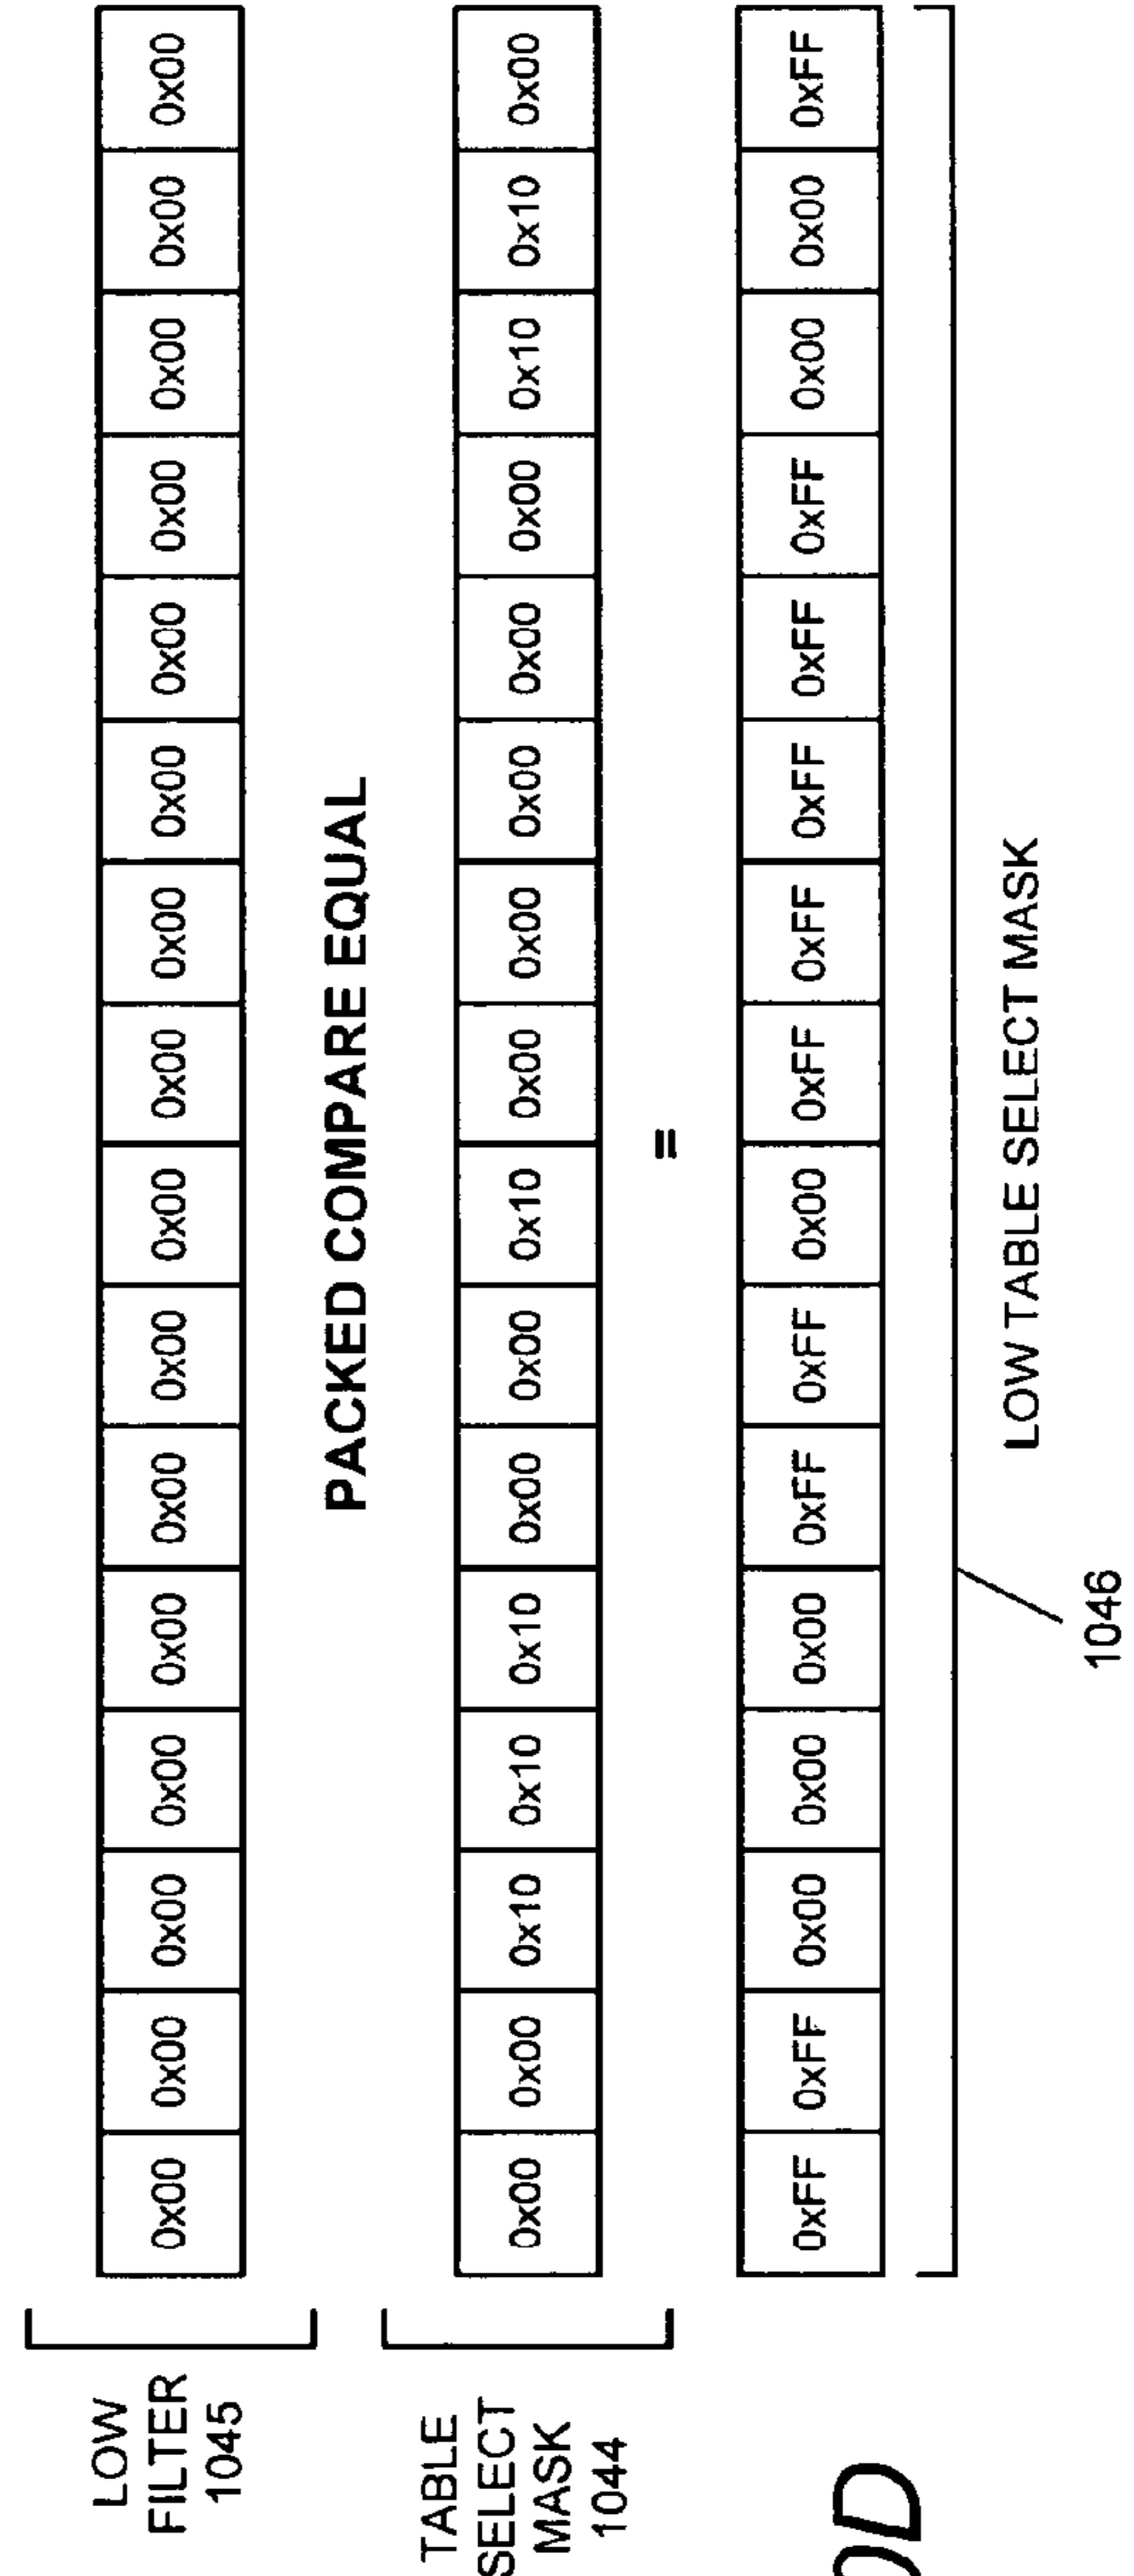 LOW
FILTER
1045
0x00 0x00 0x00 0x00 0x00 0x00 0x00 0x00 0x00 0x00 0x00 0x00 0x00 0x00 0x00 0x00
PACKED COMPARE EQUAL
TABLE
SELECT
MASK
1044
0x00 0x00 0x10 0x10 0x10 0x00 0x00 0x10 0x00 0x00 0x00 0x00 0x00 0x10 0x10 0x00
=
0xFF 0xFF 0x00 0x00 0x00 0xFF 0xFF 0x00 0xFF 0xFF 0xFF 0xFF 0xFF 0x00 0x00 0xFF
LOW TABLE SELECT MASK
1046